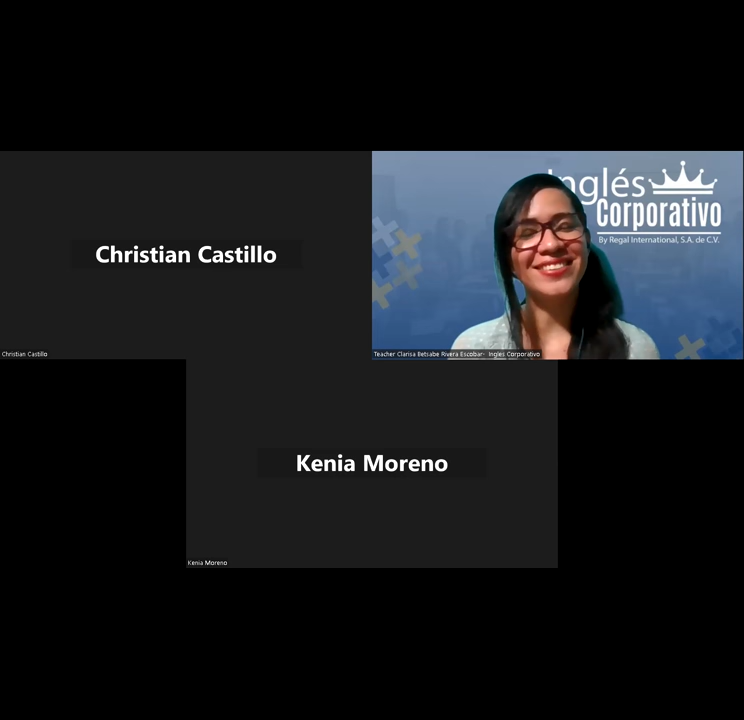 Christian Castillo
Christian Castillo
Inglés
Corporativo
By Regal International, S.A. de C.V.
Teacher Clarisa Betsabe Rivera Escobar- Ingles Corporativo
Kenia Moreno
Kenia Moreno